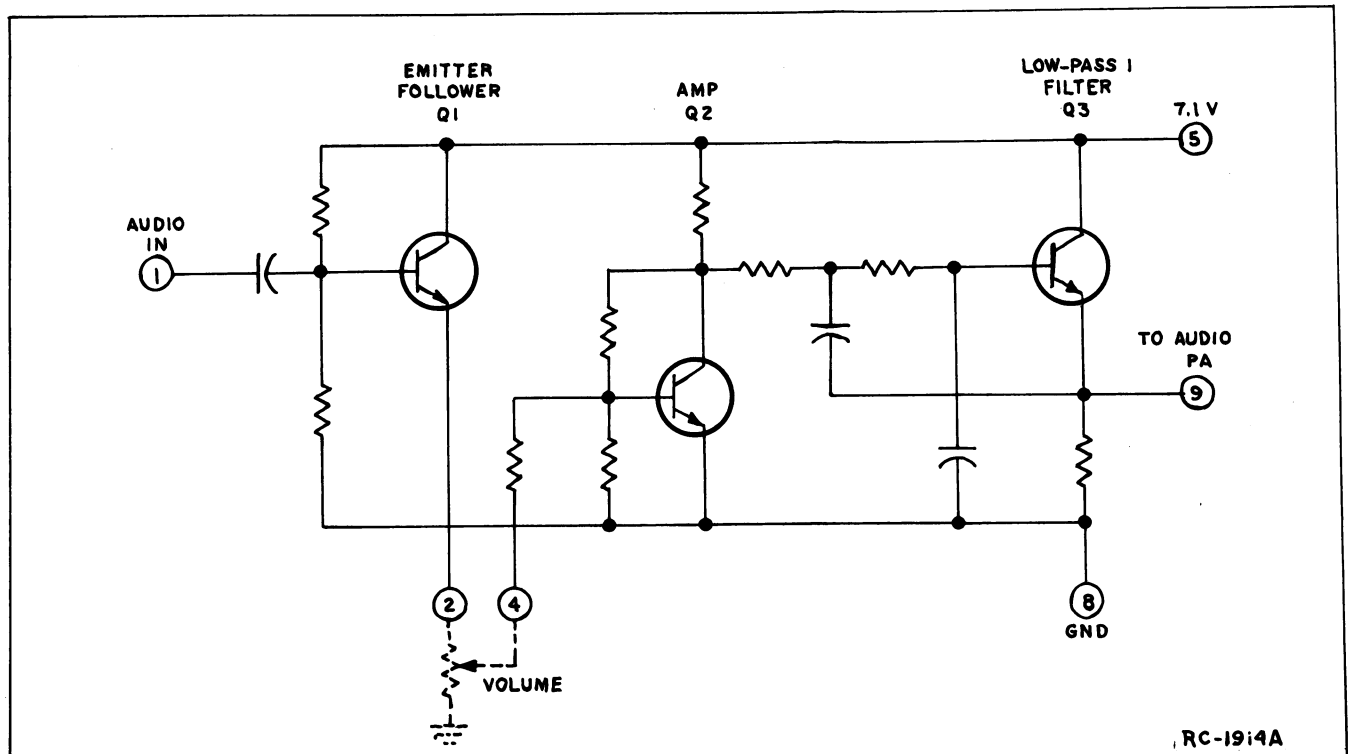 EMITTER
FOLLOWER
Q1
AMP
Q2
LOW-PASS 1
FILTER
Q3
7.1 V
5
AUDIO
IN
1
TO AUDIO
PA
9
2
4
8
GND
VOLUME
RC-1914A